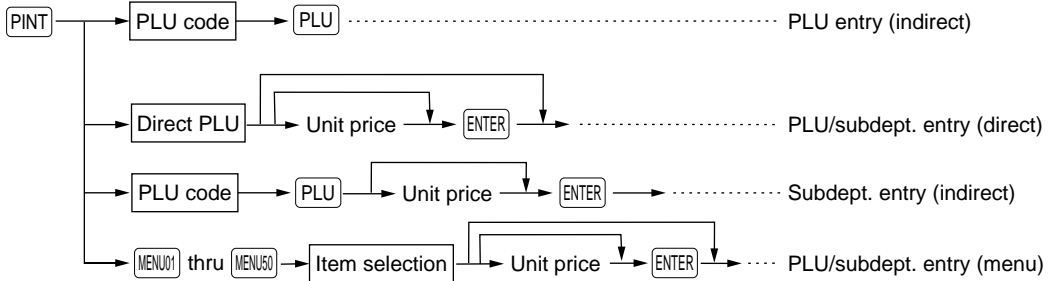 PINT PLU code PLU PLU entry (indirect)
Direct PLU Unit price ENTER PLU/subdept. entry (direct)
PLU code PLU Unit price ENTER Subdept. entry (indirect)
MENU01 thru MENU50 Item selection Unit price ENTER PLU/subdept. entry (menu)